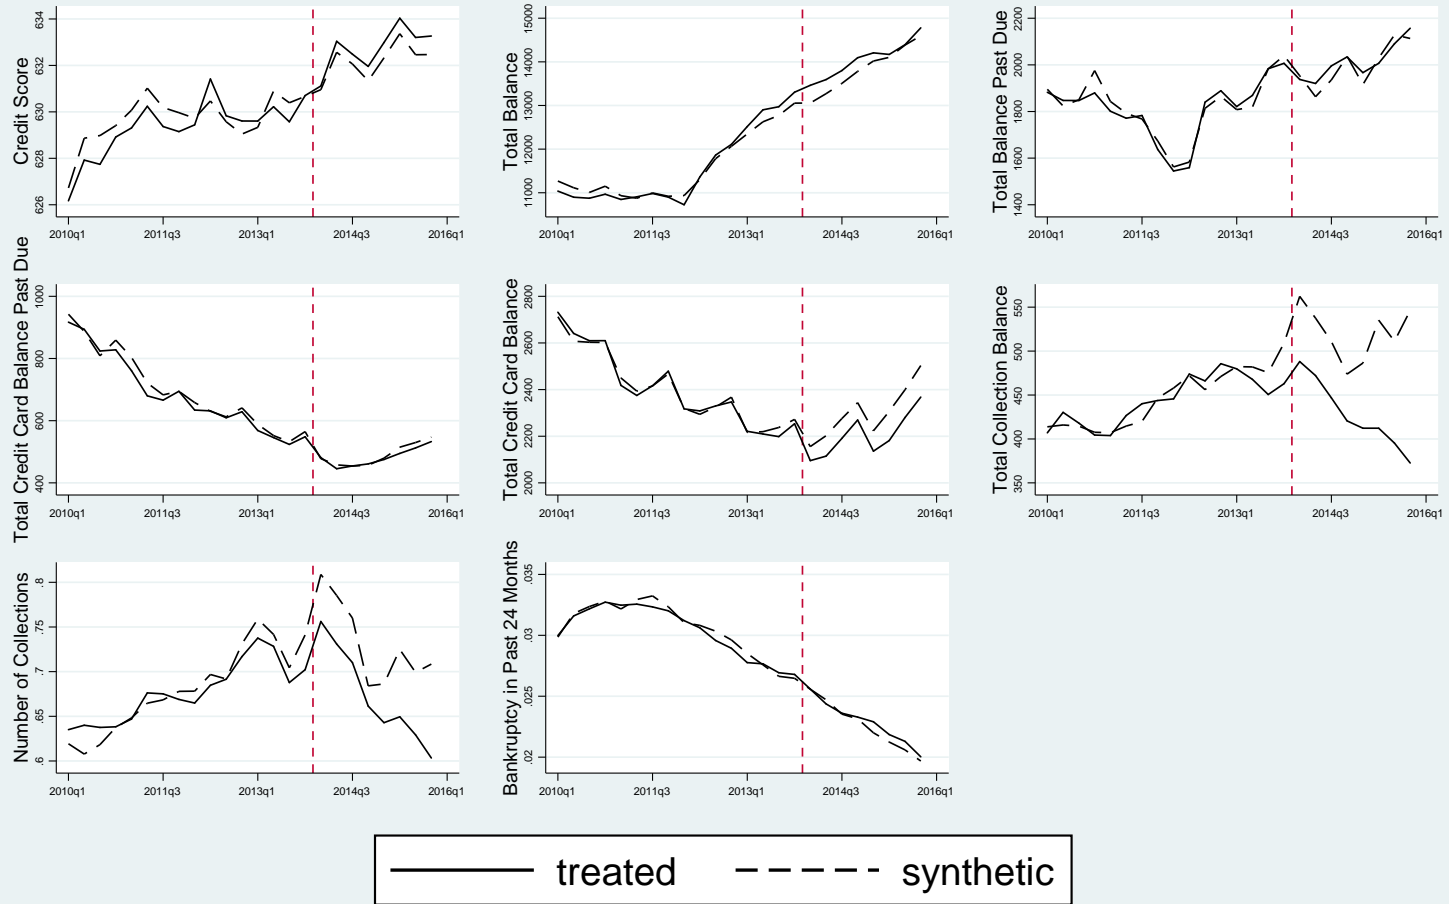 Credit Score
634
632
630
628
626
2010q1 2011q3 2013q1 2014q3 2016q1
Total Balance
15000
14000
13000
12000
11000
2010q1 2011q3 2013q1 2014q3 2016q1
Total Balance Past Due
2200
2000
1800
1600
1400
2010q1 2011q3 2013q1 2014q3 2016q1
Total Credit Card Balance Past Due
1000
800
600
400
2010q1 2011q3 2013q1 2014q3 2016q1
Total Credit Card Balance
2800
2600
2400
2200
2000
2010q1 2011q3 2013q1 2014q3 2016q1
Total Collection Balance
550
500
450
400
350
2010q1 2011q3 2013q1 2014q3 2016q1
Number of Collections
.8
.75
.7
.65
.6
2010q1 2011q3 2013q1 2014q3 2016q1
Bankruptcy in Past 24 Months
.035
.03
.025
.02
2010q1 2011q3 2013q1 2014q3 2016q1
treated synthetic